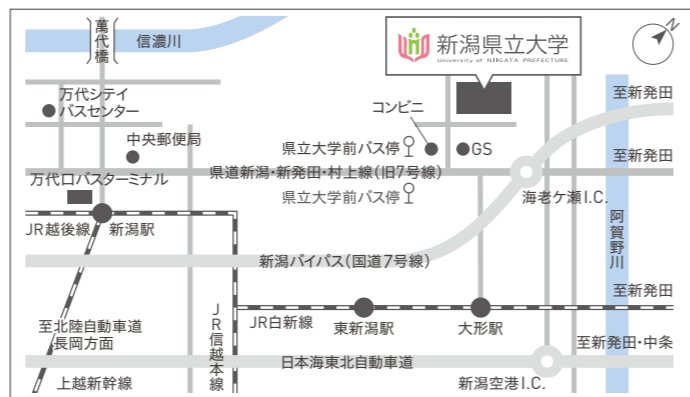 萬代橋
信濃川
新潟県立大学
University of NIIGATA PREFECTURE
N
万代シテイ
バスセンター
コンビニ
至新発田
中央郵便局
県立大学前バス停
GS
県道新潟・新発田・村上線(旧7号線)
至新発田
万代口バスターミナル
県立大学前バス停
海老ケ瀬I.C.
JR越後線
新潟駅
阿賀野川
新潟バイパス(国道7号線)
至新発田
JR信越本線
JR白新線
東新潟駅
大形駅
至北陸自動車道
長岡方面
至新発田・中条
日本海東北自動車道
上越新幹線
新潟空港I.C.